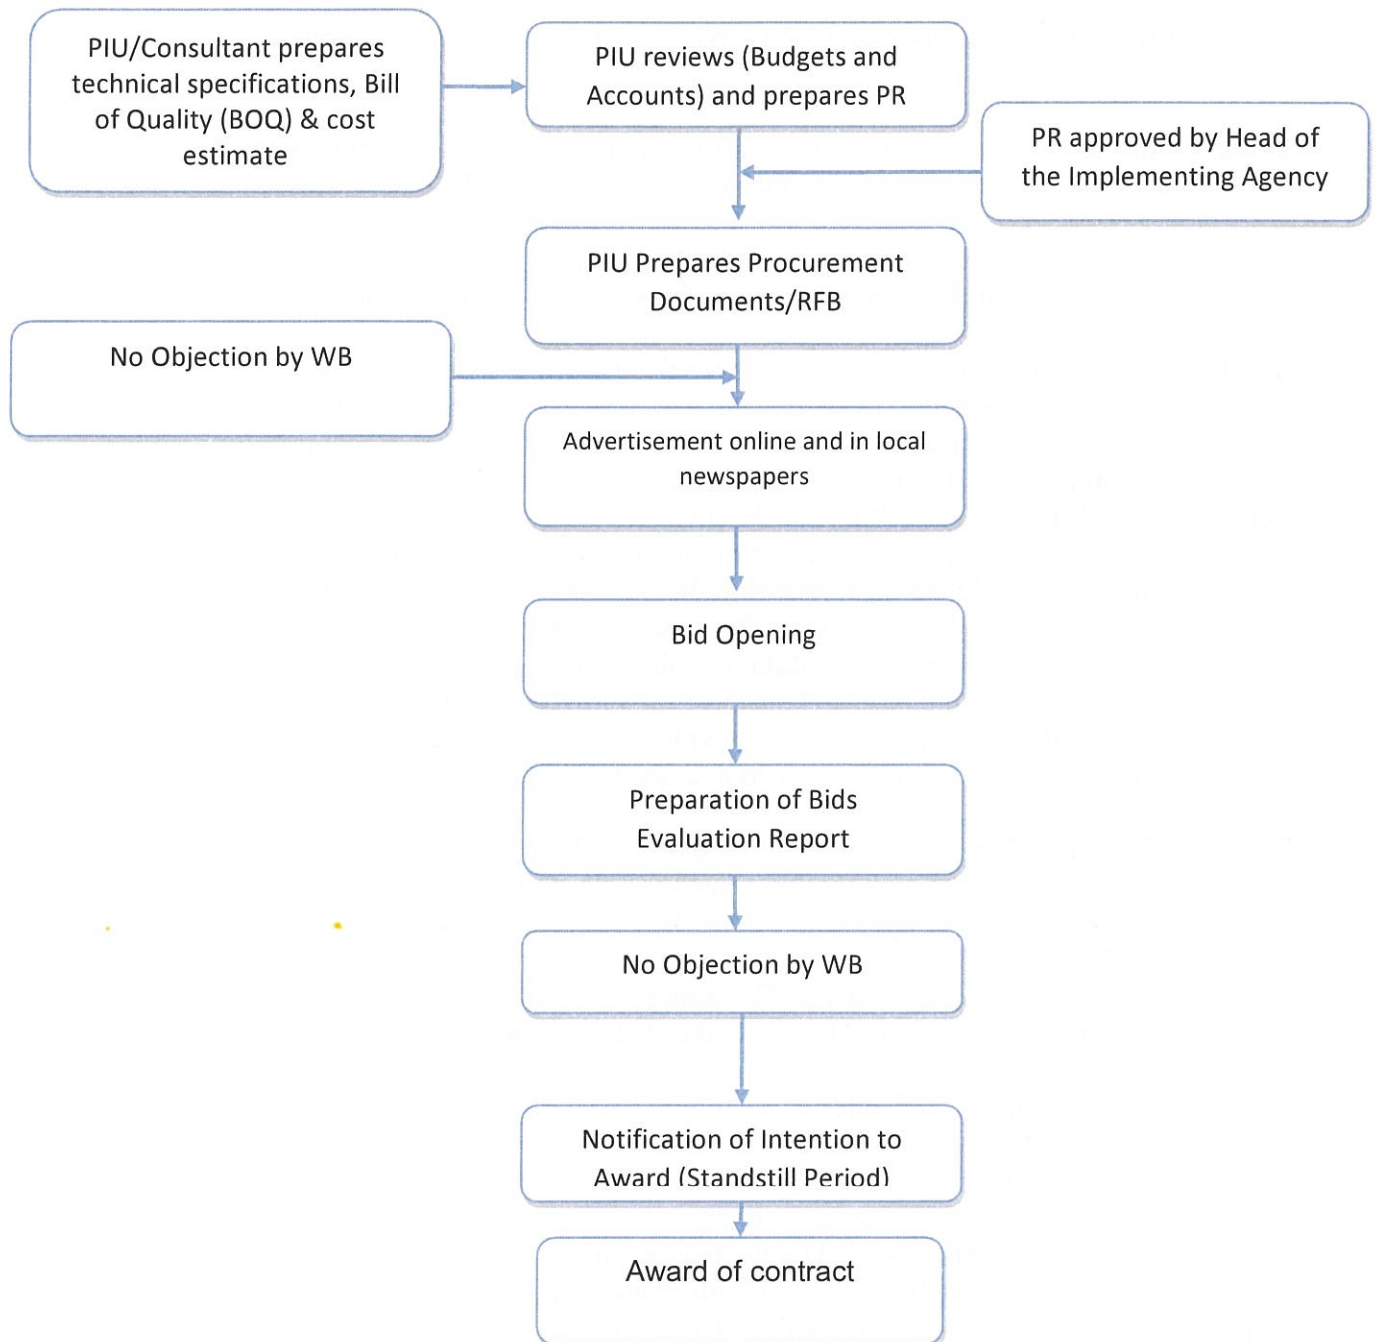 PIU/Consultant prepares
technical specifications, Bill
of Quality (BOQ) & cost
estimate
PIU reviews (Budgets and
Accounts) and prepares PR
PR approved by Head of
the Implementing Agency
PIU Prepares Procurement
Documents/RFB
No Objection by WB
Advertisement online and in local
newspapers
Bid Opening
Preparation of Bids
Evaluation Report
No Objection by WB
Notification of Intention to
Award (Standstill Period)
Award of contract